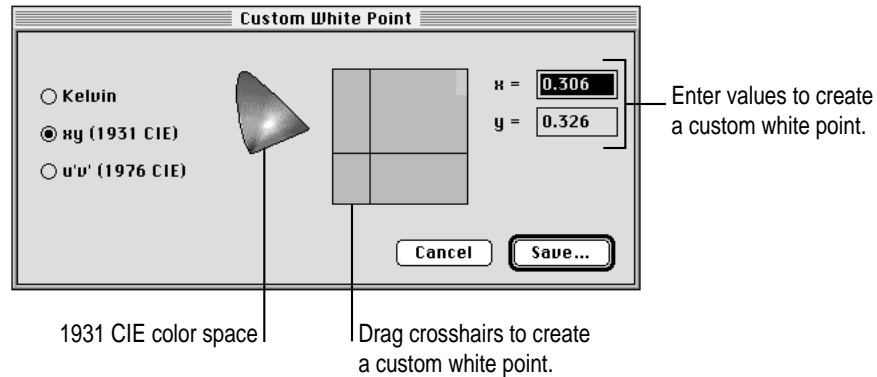 Custom White Point
Kelvin
xy (1931 CIE)
u'v' (1976 CIE)
x = 0.306
y = 0.326
Enter values to create
a custom white point.
Cancel
Save...
1931 CIE color space
Drag crosshairs to create
a custom white point.